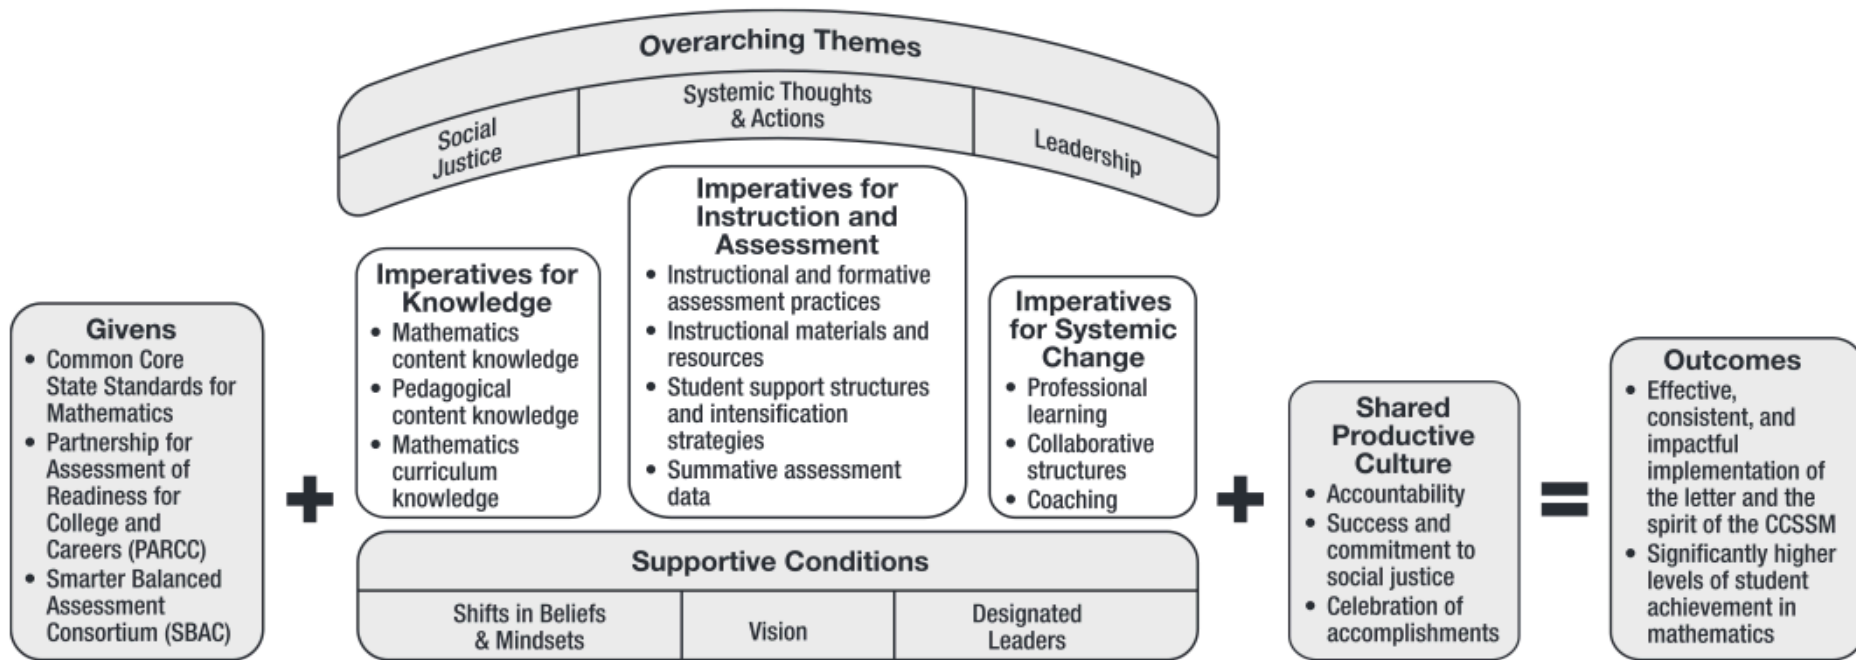 Overarching Themes
Social
Justice
Systemic Thoughts
& Actions
Leadership
Givens
• Common Core
State Standards for
Mathematics
• Partnership for
Assessment of
Readiness for
College and
Careers (PARCC)
• Smarter Balanced
Assessment
Consortium (SBAC)
+
Imperatives for
Knowledge
• Mathematics
content knowledge
• Pedagogical
content knowledge
• Mathematics
curriculum
knowledge
Imperatives for
Instruction and
Assessment
• Instructional and formative
assessment practices
• Instructional materials and
resources
• Student support structures
and intensification
strategies
• Summative assessment
data
Imperatives
for Systemic
Change
• Professional
learning
• Collaborative
structures
• Coaching
Supportive Conditions
Shifts in Beliefs
& Mindsets
Vision
Designated
Leaders
+
Shared
Productive
Culture
• Accountability
• Success and
commitment to
social justice
• Celebration of
accomplishments
=
Outcomes
• Effective,
consistent, and
impactful
implementation of
the letter and the
spirit of the CCSSM
• Significantly higher
levels of student
achievement in
mathematics